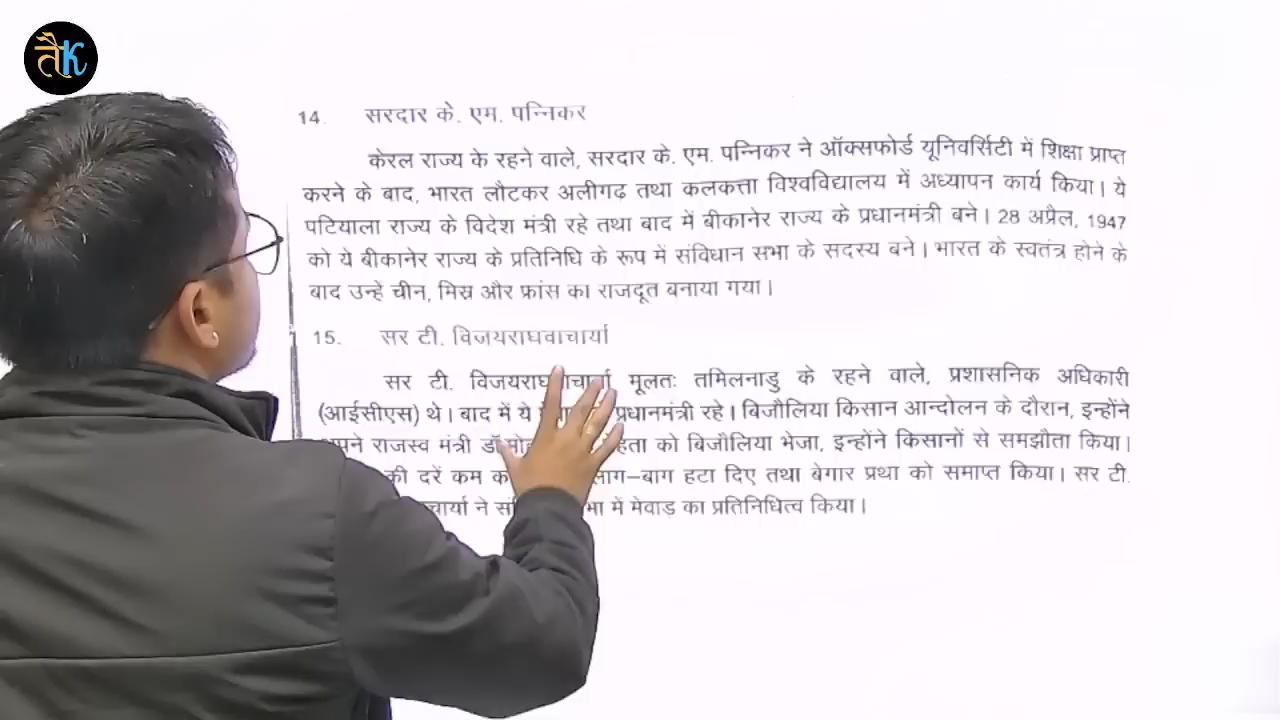 तैK
14. सरदार के. एम. पन्निकर
केरल राज्य के रहने वाले, सरदार के. एम. पन्निकर ने ऑक्सफोर्ड यूनिवर्सिटी में शिक्षा प्राप्त
करने के बाद, भारत लौटकर अलीगढ तथा कलकत्ता विश्वविद्यालय में अध्यापन कार्य किया। ये
पटियाला राज्य के विदेश मंत्री रहे तथा बाद में बीकानेर राज्य के प्रधानमंत्री बने। 28 अप्रैल, 1947
को ये बीकानेर राज्य के प्रतिनिधि के रूप में संविधान सभा के सदस्य बने। भारत के स्वतंत्र होने के
बाद उन्हें चीन, मिस्र और फ्रांस का राजदूत बनाया गया।
15. सर टी. विजयराघवाचार्या
सर टी. मूलतः तमिलनाडु के रहने वाले, प्रशासनिक अधिकारी
(आईसीएस) थे। बाद में ये प्रधानमंत्री रहे। बिजौलिया किसान आन्दोलन के दौरान, इन्होंने
राजस्व मंत्री को बिजौलिया भेजा, इन्होंने किसानों से समझौता किया।
की दरें कम लाग–बाग हटा दिए तथा बेगार प्रथा को समाप्त किया। सर टी.
ने में मेवाड़ का प्रतिनिधित्व किया।